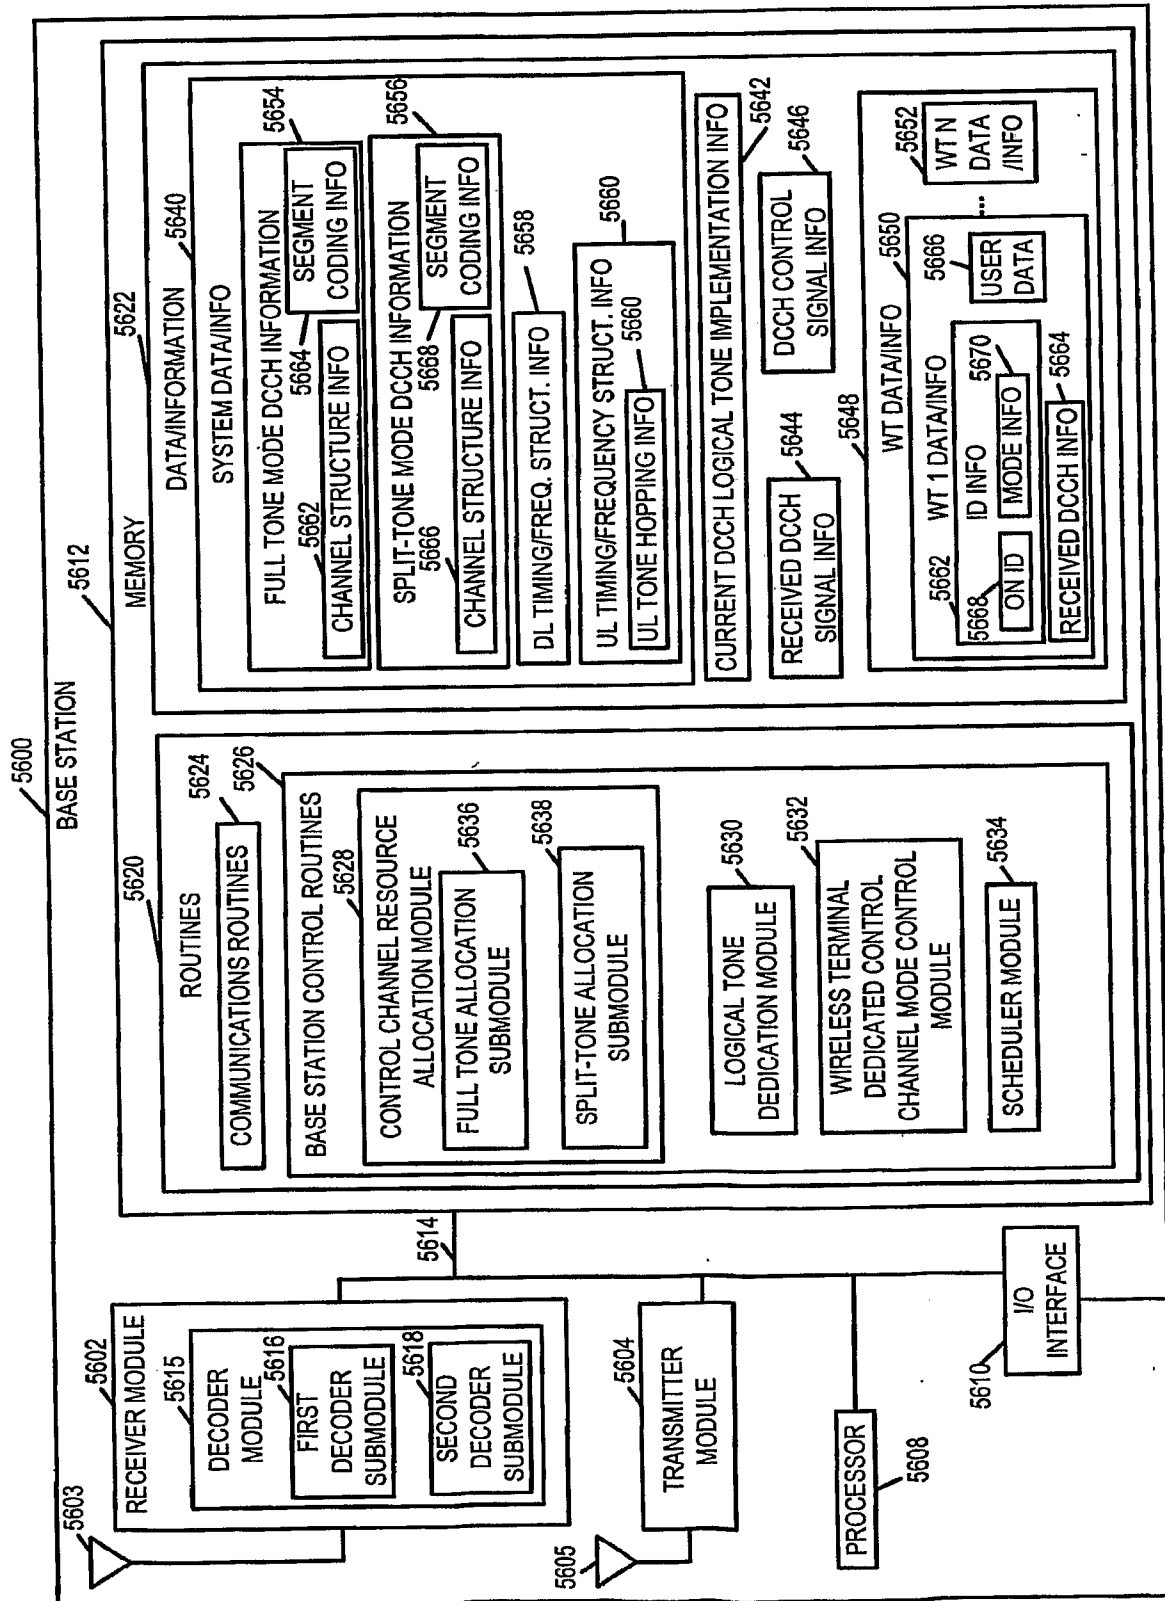 5600
BASE STATION
5603
5602
RECEIVER MODULE
5615
DECODER
MODULE
5616
FIRST
DECODER
SUBMODULE
5618
SECOND
DECODER
SUBMODULE
5605
5604
TRANSMITTER
MODULE
PROCESSOR
5608
5610
I/O
INTERFACE
5614
5612
MEMORY
5620
ROUTINES
5624
COMMUNICATIONS ROUTINES
5626
BASE STATION CONTROL ROUTINES
5628
CONTROL CHANNEL RESOURCE
ALLOCATION MODULE
5636
FULL TONE ALLOCATION
SUBMODULE
5638
SPLIT-TONE ALLOCATION
SUBMODULE
5630
LOGICAL TONE
DEDICATION MODULE
5632
WIRELESS TERMINAL
DEDICATED CONTROL
CHANNEL MODE CONTROL
MODULE
5634
SCHEDULER MODULE
5622
DATA/INFORMATION
5640
SYSTEM DATA/INFO
5654
FULL TONE MODE DCCH INFORMATION
5662
CHANNEL STRUCTURE INFO
5664
SEGMENT
CODING INFO
5656
SPLIT-TONE MODE DCCH INFORMATION
5666
CHANNEL STRUCTURE INFO
5668
SEGMENT
CODING INFO
5658
DL TIMING/FREQ. STRUCT. INFO
5660
UL TIMING/FREQUENCY STRUCT. INFO
5660
UL TONE HOPPING INFO
5642
CURRENT DCCH LOGICAL TONE IMPLEMENTATION INFO
5644
RECEIVED DCCH
SIGNAL INFO
5646
DCCH CONTROL
SIGNAL INFO
5648
WT DATA/INFO
5650
WT 1 DATA/INFO
5662
ID INFO
5668
ON ID
5670
MODE INFO
5664
RECEIVED DCCH INFO
5666
USER
DATA
...
5652
WT N
DATA
/INFO